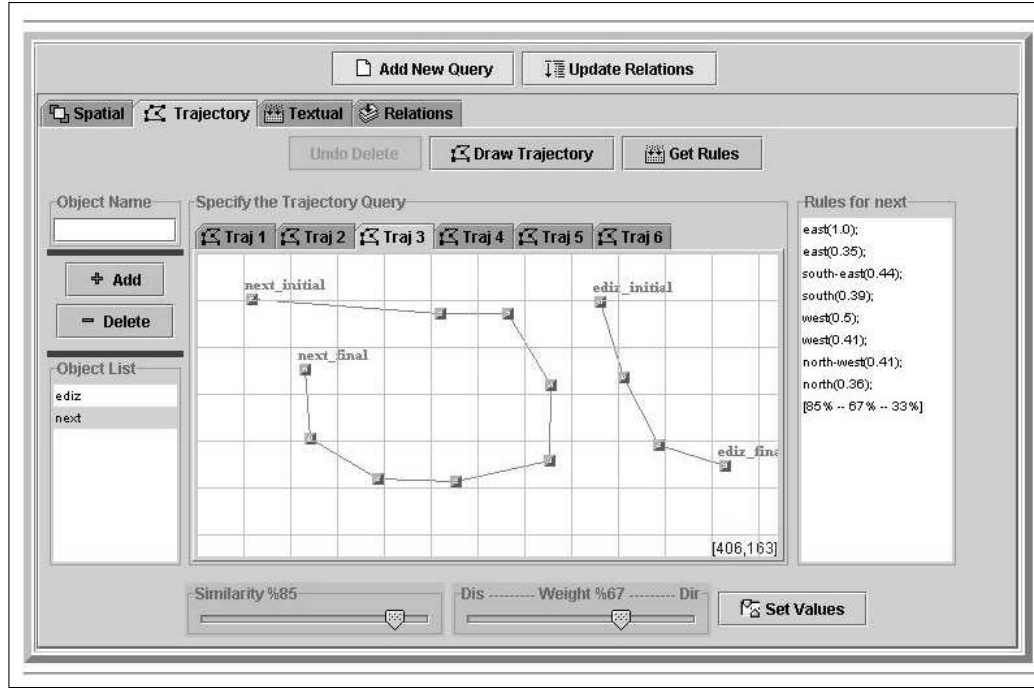 Add New Query
Update Relations
Spatial
Trajectory
Textual
Relations
Undo Delete
Draw Trajectory
Get Rules
Object Name
Specify the Trajectory Query
Rules for next
Traj 1
Traj 2
Traj 3
Traj 4
Traj 5
Traj 6
Add
Delete
Object List
ediz
next
next_initial
ediz_initial
next_final
ediz_fina
[406,163]
east(1.0);
east(0.35);
south-east(0.44);
south(0.39);
west(0.5);
west(0.41);
north-west(0.41);
north(0.36);
[85% -- 67% -- 33%]
Similarity %85
Dis --------- Weight %67 --------- Dir
Set Values